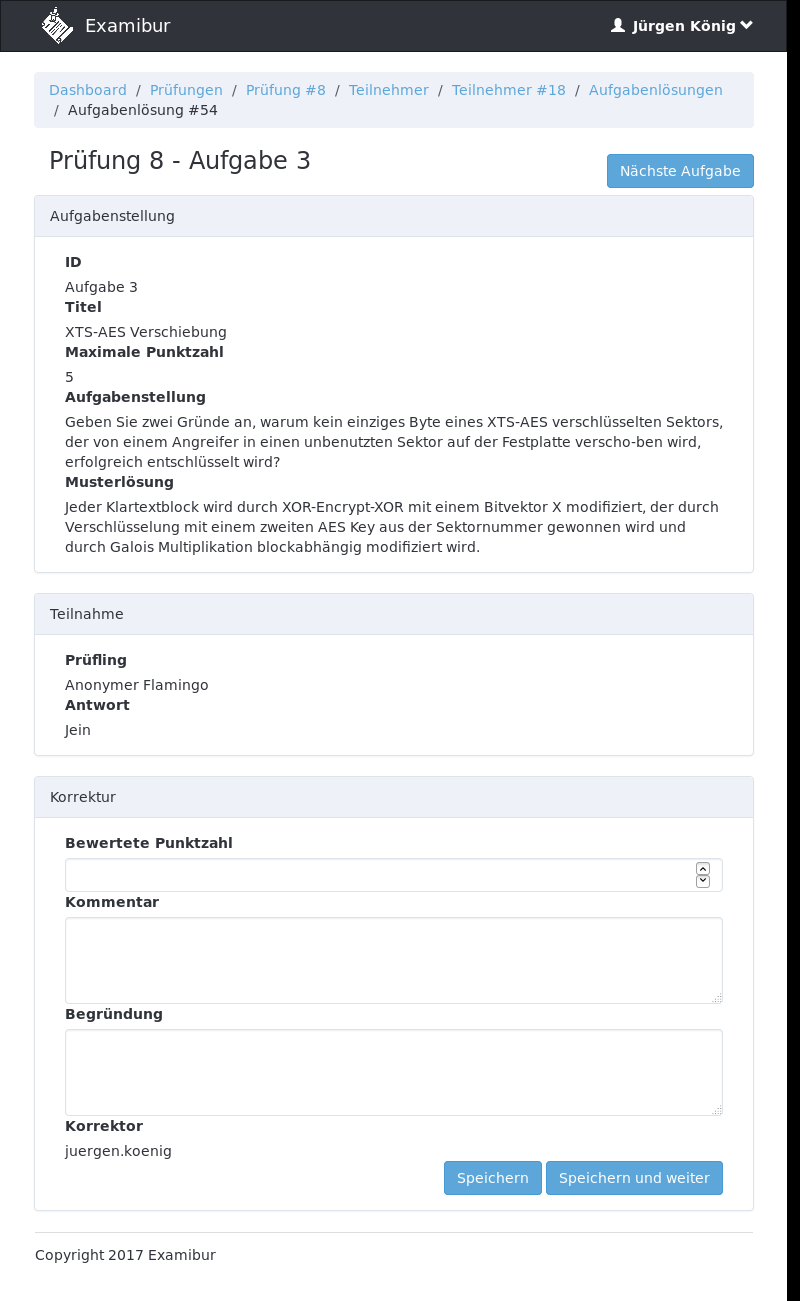 Examibur
Jürgen König
Dashboard / Prüfungen / Prüfung #8 / Teilnehmer / Teilnehmer #18 / Aufgabenlösungen
/ Aufgabenlösung #54
Prüfung 8 - Aufgabe 3
Nächste Aufgabe
Aufgabenstellung
ID
Aufgabe 3
Titel
XTS-AES Verschiebung
Maximale Punktzahl
5
Aufgabenstellung
Geben Sie zwei Gründe an, warum kein einziges Byte eines XTS-AES verschlüsselten Sektors,
der von einem Angreifer in einen unbenutzten Sektor auf der Festplatte verscho-ben wird,
erfolgreich entschlüsselt wird?
Musterlösung
Jeder Klartextblock wird durch XOR-Encrypt-XOR mit einem Bitvektor X modifiziert, der durch
Verschlüsselung mit einem zweiten AES Key aus der Sektornummer gewonnen wird und
durch Galois Multiplikation blockabhängig modifiziert wird.
Teilnahme
Prüfling
Anonymer Flamingo
Antwort
Jein
Korrektur
Bewertete Punktzahl
Kommentar
Begründung
Korrektor
juergen.koenig
Speichern
Speichern und weiter
Copyright 2017 Examibur